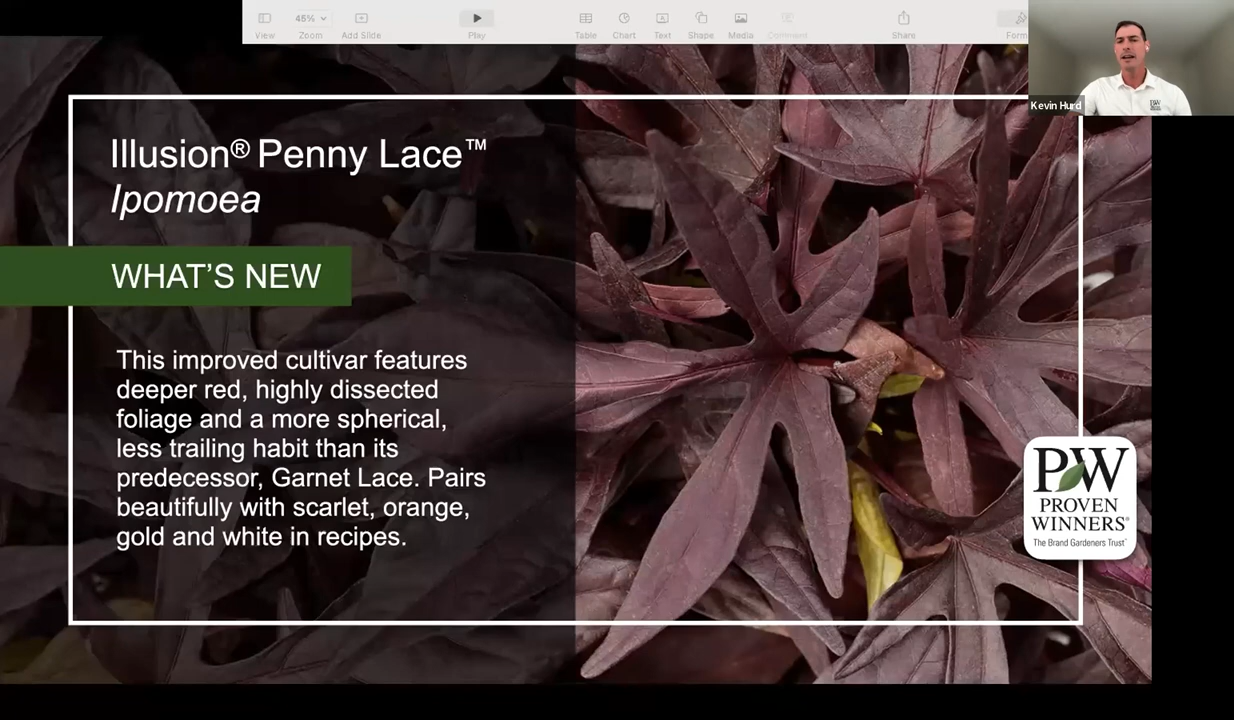 45%
View
Zoom
Add Slide
Play
Table
Chart
Text
Shape
Media
Comment
Share
Form
Kevin Hurd
PW
Illusion® Penny Lace™
Ipomoea
WHAT'S NEW
This improved cultivar features
deeper red, highly dissected
foliage and a more spherical,
less trailing habit than its
predecessor, Garnet Lace. Pairs
beautifully with scarlet, orange,
gold and white in recipes.
PW
PROVEN
WINNERS®
The Brand Gardeners Trust™